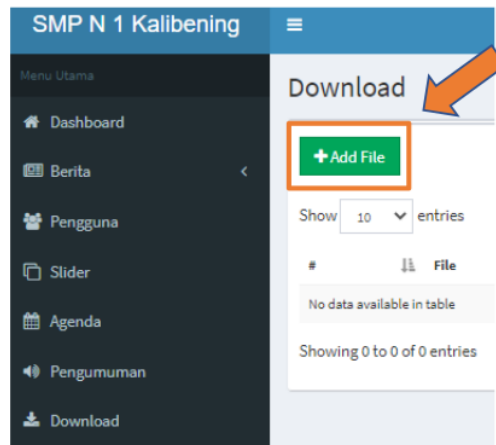 SMP N 1 Kalibening
Menu Utama
Dashboard
Berita
Pengguna
Slider
Agenda
Pengumuman
Download
Download
+ Add File
Show 10 entries
# File
No data available in table
Showing 0 to 0 of 0 entries